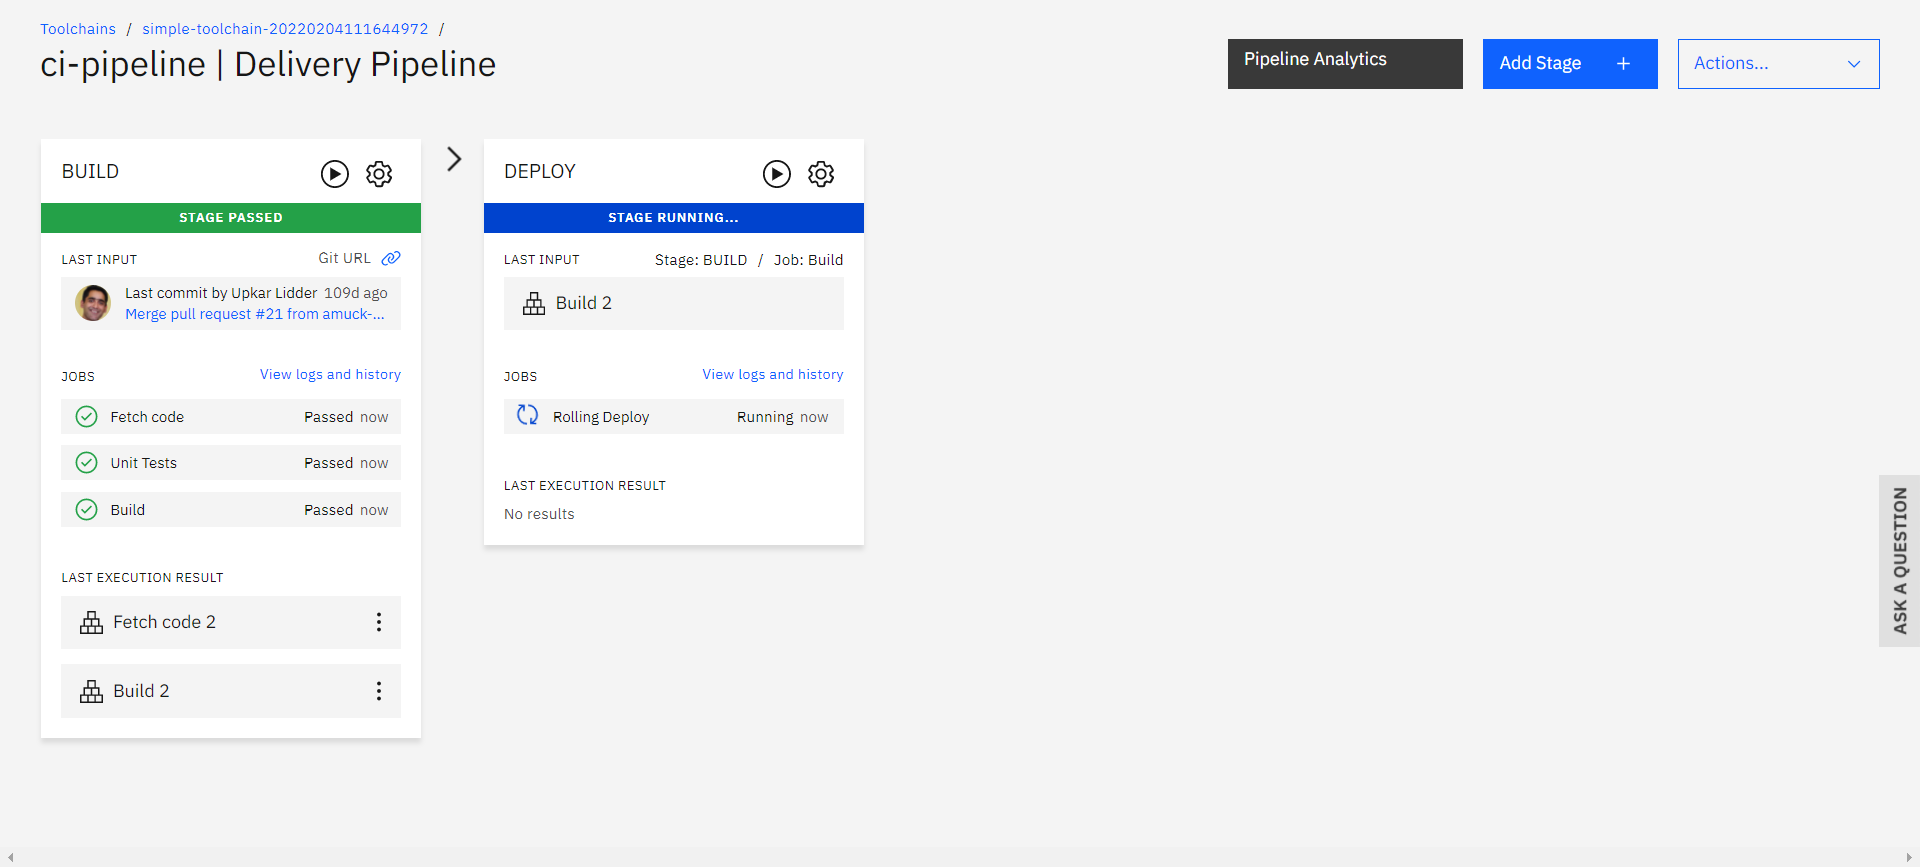 Toolchains / simple-toolchain-20220204111644972 /
ci-pipeline | Delivery Pipeline
Pipeline Analytics
Add Stage +
Actions...
BUILD
STAGE PASSED
LAST INPUT Git URL
Last commit by Upkar Lidder 109d ago
Merge pull request #21 from amuck-...
JOBS View logs and history
Fetch code Passed now
Unit Tests Passed now
Build Passed now
LAST EXECUTION RESULT
Fetch code 2
Build 2
DEPLOY
STAGE RUNNING...
LAST INPUT Stage: BUILD / Job: Build
Build 2
JOBS View logs and history
Rolling Deploy Running now
LAST EXECUTION RESULT
No results
ASK A QUESTION